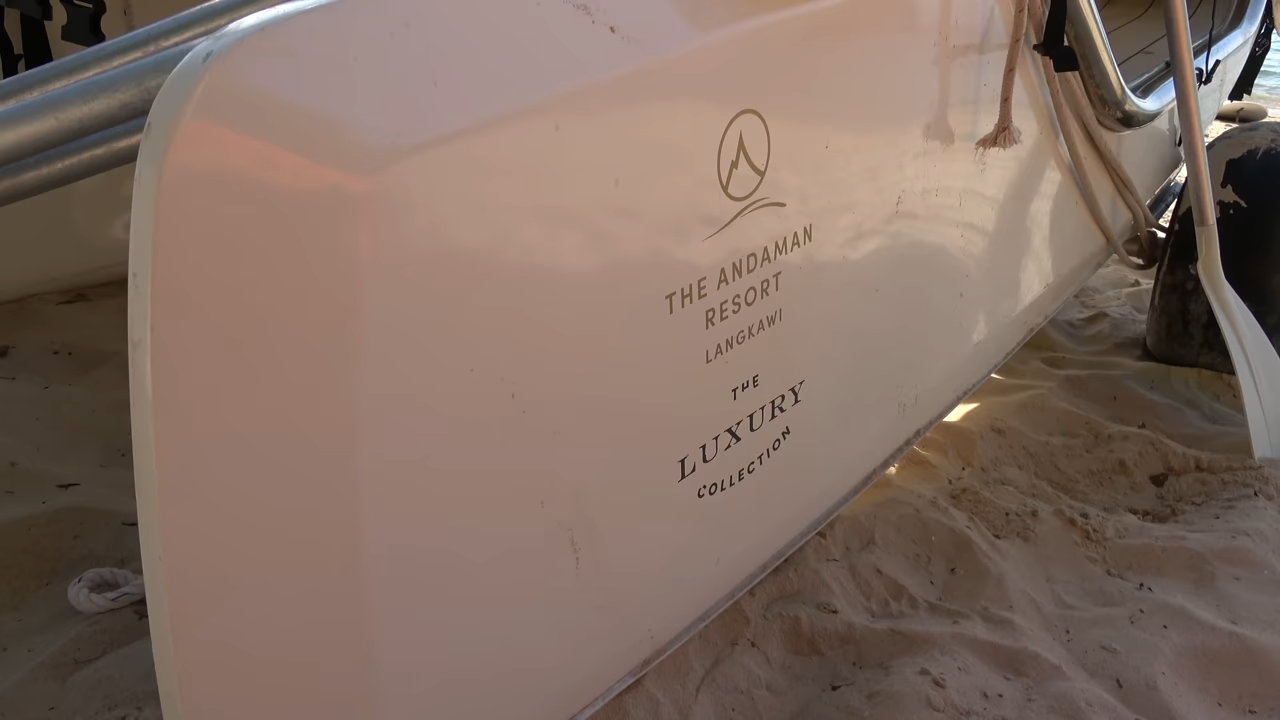 THE ANDAMAN
RESORT
LANGKAWI
THE
LUXURY
COLLECTION